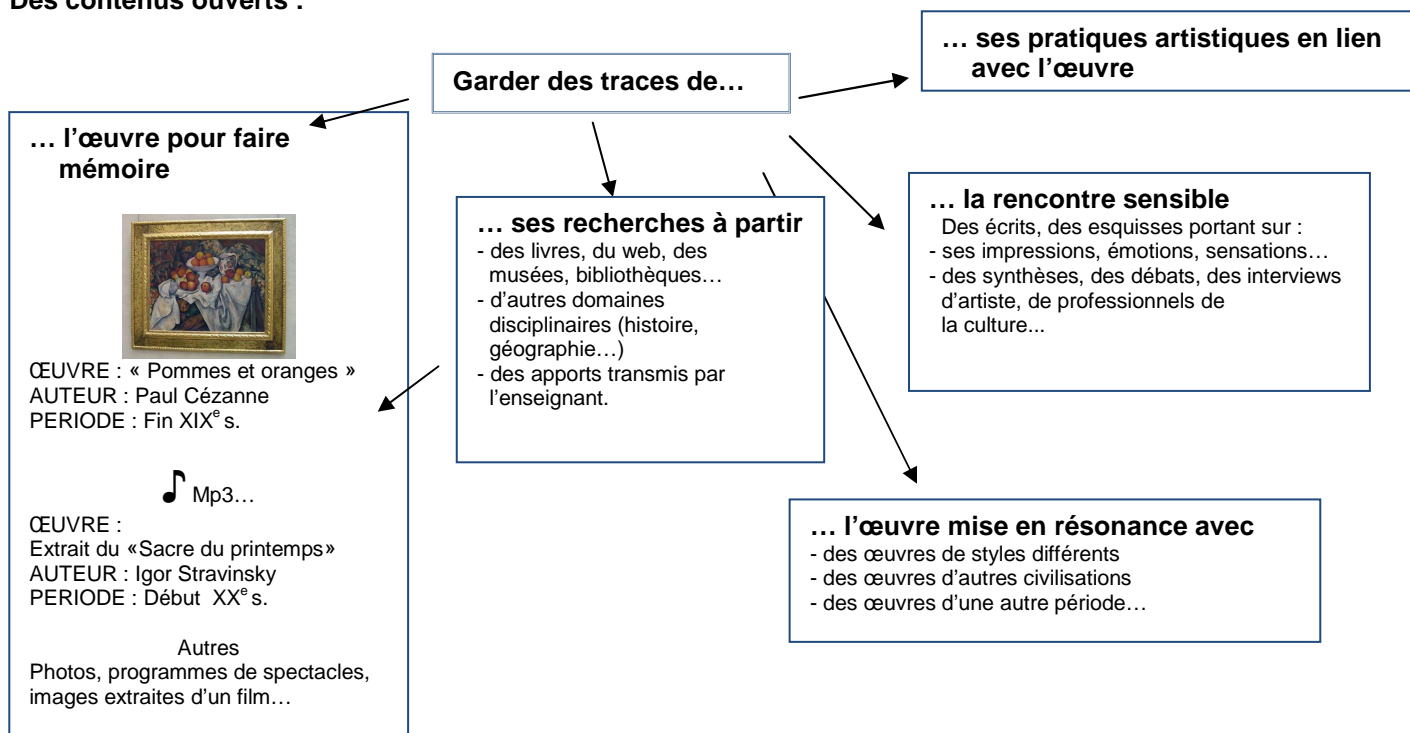 Des contenus ouverts :
Garder des traces de…
… ses pratiques artistiques en lien
avec l’œuvre
… l’œuvre pour faire
mémoire
ŒUVRE : « Pommes et oranges »
AUTEUR : Paul Cézanne
PERIODE : Fin XIXe s.
♪ Mp3…
ŒUVRE :
Extrait du «Sacre du printemps»
AUTEUR : Igor Stravinsky
PERIODE : Début XXe s.
Autres
Photos, programmes de spectacles,
images extraites d’un film…
… ses recherches à partir
- des livres, du web, des
musées, bibliothèques…
- d’autres domaines
disciplinaires (histoire,
géographie…)
- des apports transmis par
l’enseignant.
… la rencontre sensible
Des écrits, des esquisses portant sur :
- ses impressions, émotions, sensations…
- des synthèses, des débats, des interviews
d’artiste, de professionnels de
la culture...
… l’œuvre mise en résonance avec
- des œuvres de styles différents
- des œuvres d’autres civilisations
- des œuvres d’une autre période…